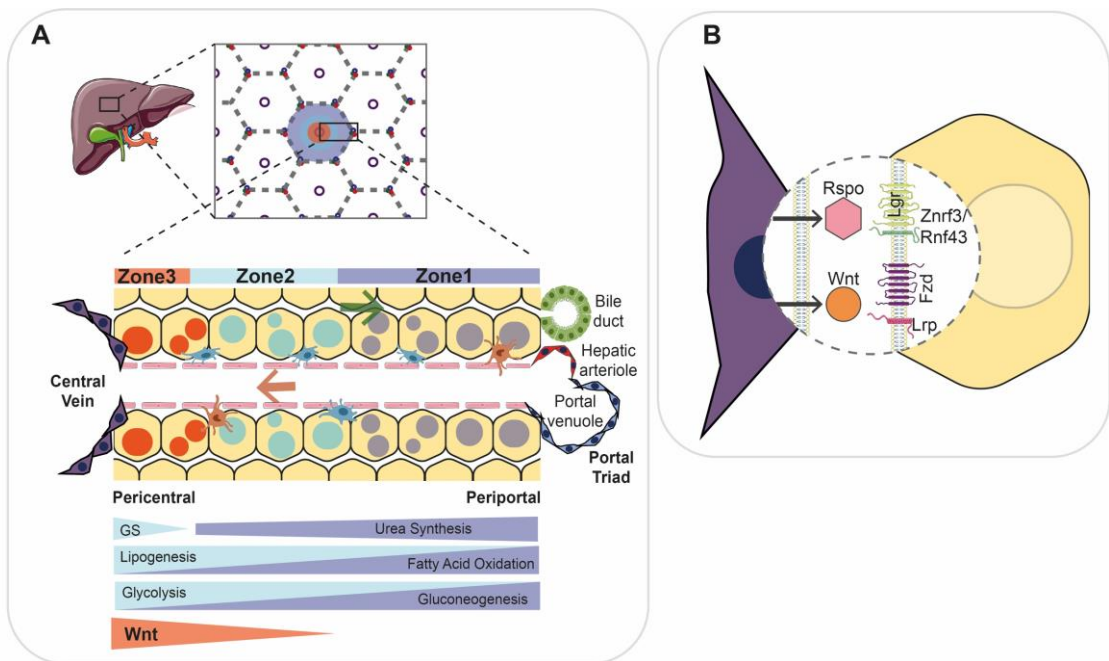 A
Zone3 Zone2 Zone1
Bile
duct
Hepatic
arteriole
Central
Vein
Portal
venuole
Portal
Triad
Pericentral Periportal
GS Urea Synthesis
Lipogenesis Fatty Acid Oxidation
Glycolysis Gluconeogenesis
Wnt
B
Rspo
Lgr
Znrf3/
Rnf43
Wnt
Fzd
Lrp